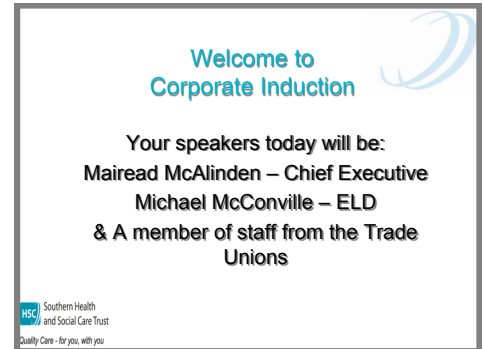 Welcome to
Corporate Induction
Your speakers today will be:
Mairead McAlinden – Chief Executive
Michael McConville – ELD
& A member of staff from the Trade
Unions
HSC Southern Health
and Social Care Trust
Quality Care - for you, with you